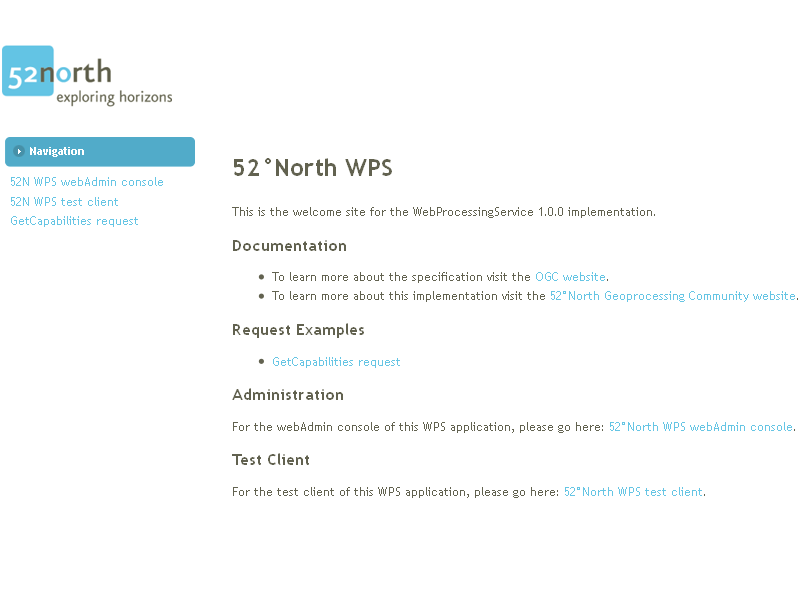 52north
exploring horizons
Navigation
52N WPS webAdmin console
52N WPS test client
GetCapabilities request
52°North WPS
This is the welcome site for the WebProcessingService 1.0.0 implementation.
Documentation
• To learn more about the specification visit the OGC website.
• To learn more about this implementation visit the 52°North Geoprocessing Community website.
Request Examples
• GetCapabilities request
Administration
For the webAdmin console of this WPS application, please go here: 52°North WPS webAdmin console.
Test Client
For the test client of this WPS application, please go here: 52°North WPS test client.